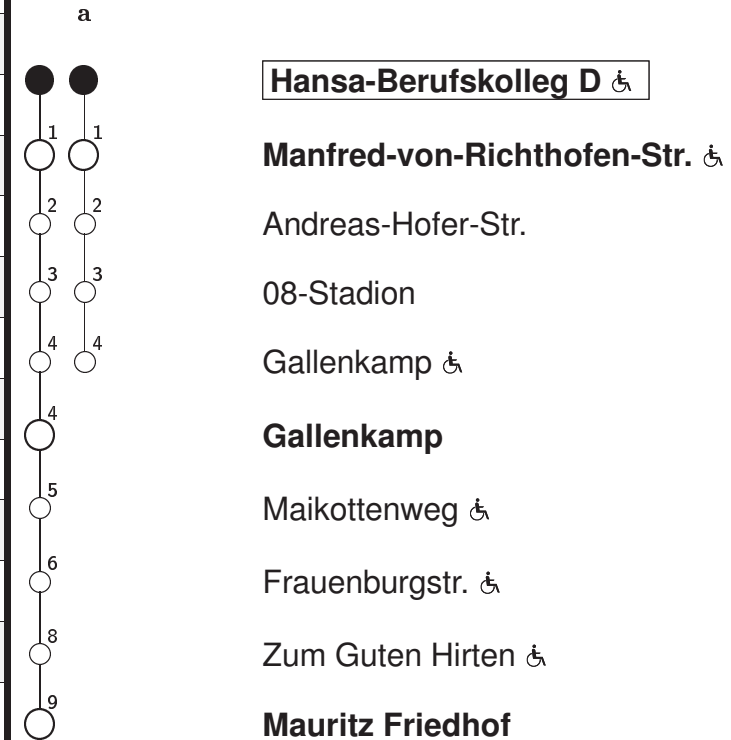 a
Hansa-Berufskolleg D
1 1 Manfred-von-Richthofen-Str.
2 2 Andreas-Hofer-Str.
3 3 08-Stadion
4 4 Gallenkamp
4 Gallenkamp
5 Maikottenweg
6 Frauenburgstr.
8 Zum Guten Hirten
9 Mauritz Friedhof